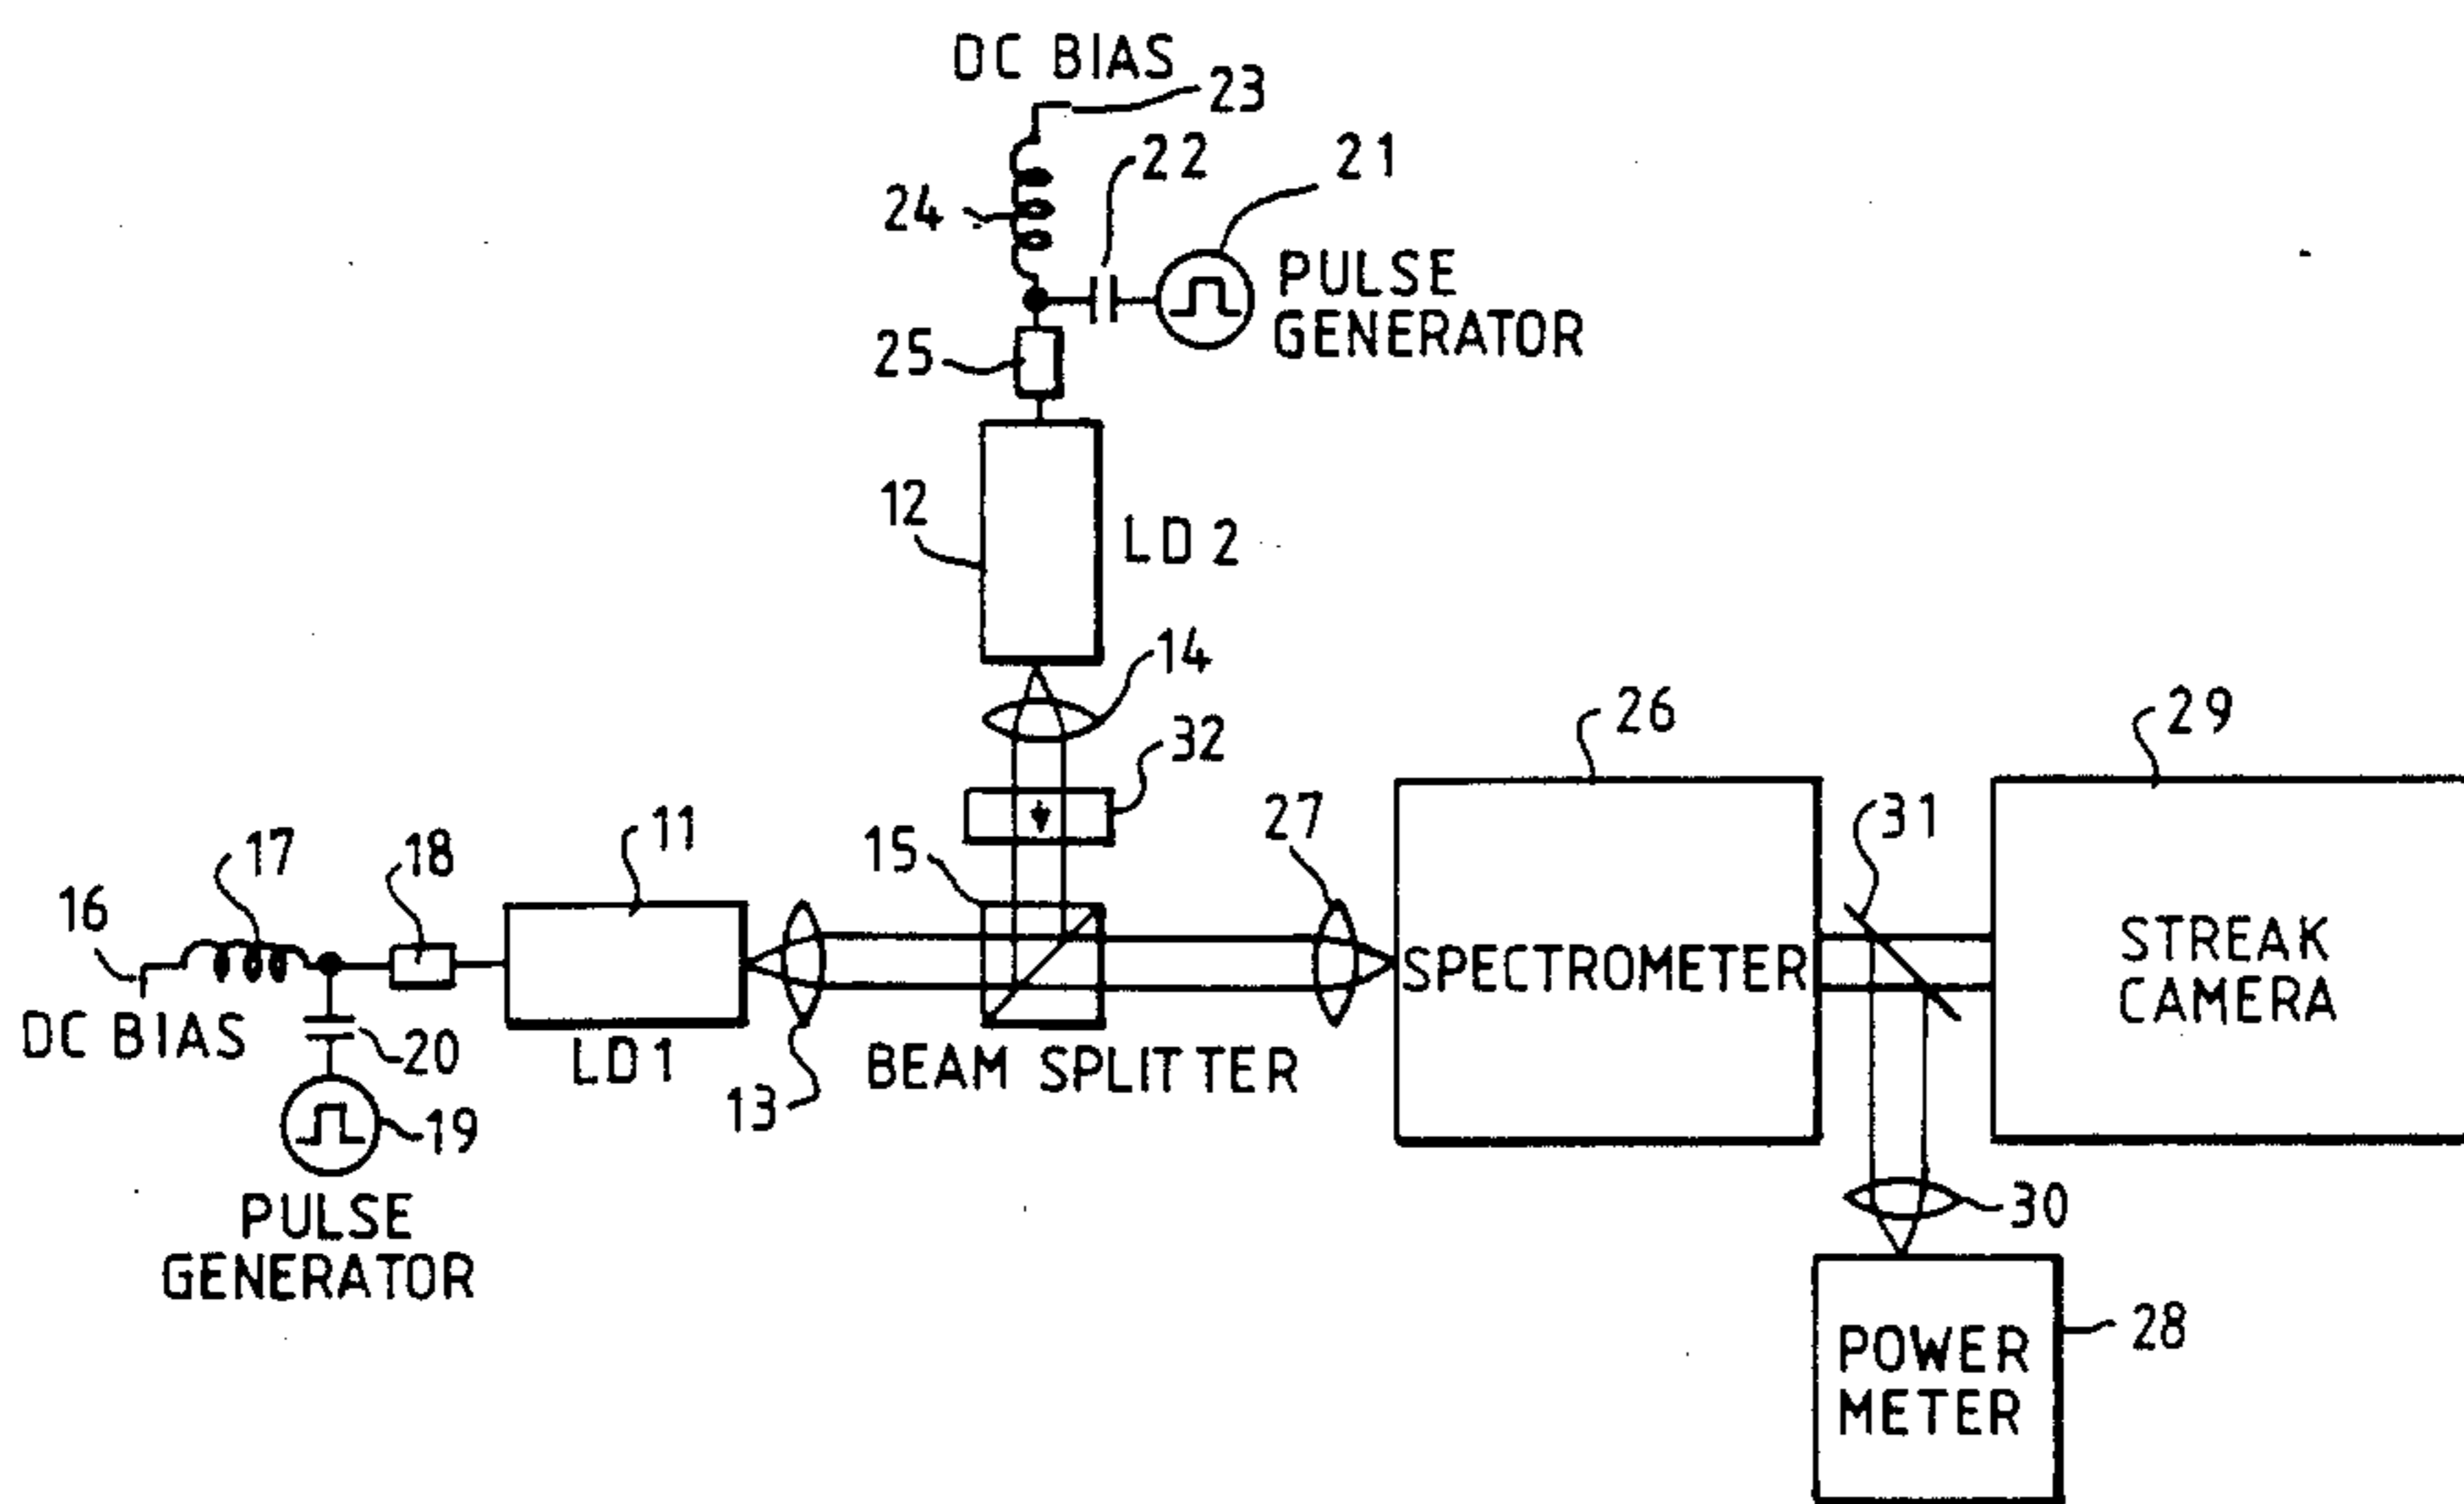 DC BIAS
23
22
21
24
PULSE
GENERATOR
25
12
LD 2
14
32
26
29
27
31
15
11
17
18
16
SPECTROMETER
STREAK
CAMERA
DC BIAS
20
LD 1
BEAM SPLITTER
13
19
30
PULSE
GENERATOR
28
POWER
METER